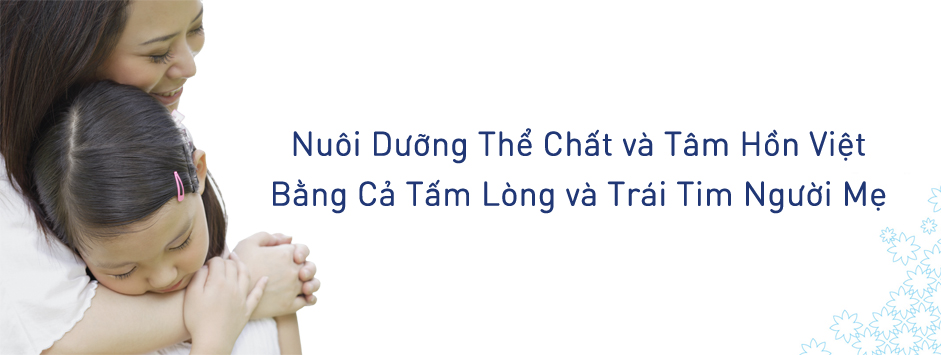 Nuôi Dưỡng Thể Chất và Tâm Hồn Việt
Bằng Cả Tấm Lòng và Trái Tim Người Mẹ